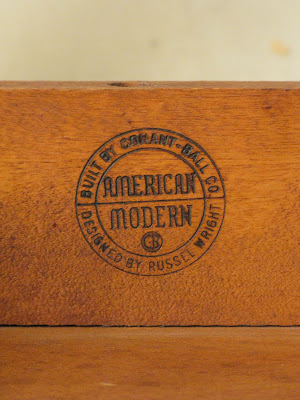 BUILT BY CONANT-BALL CO.
AMERICAN
MODERN
CB
DESIGNED BY RUSSEL WRIGHT